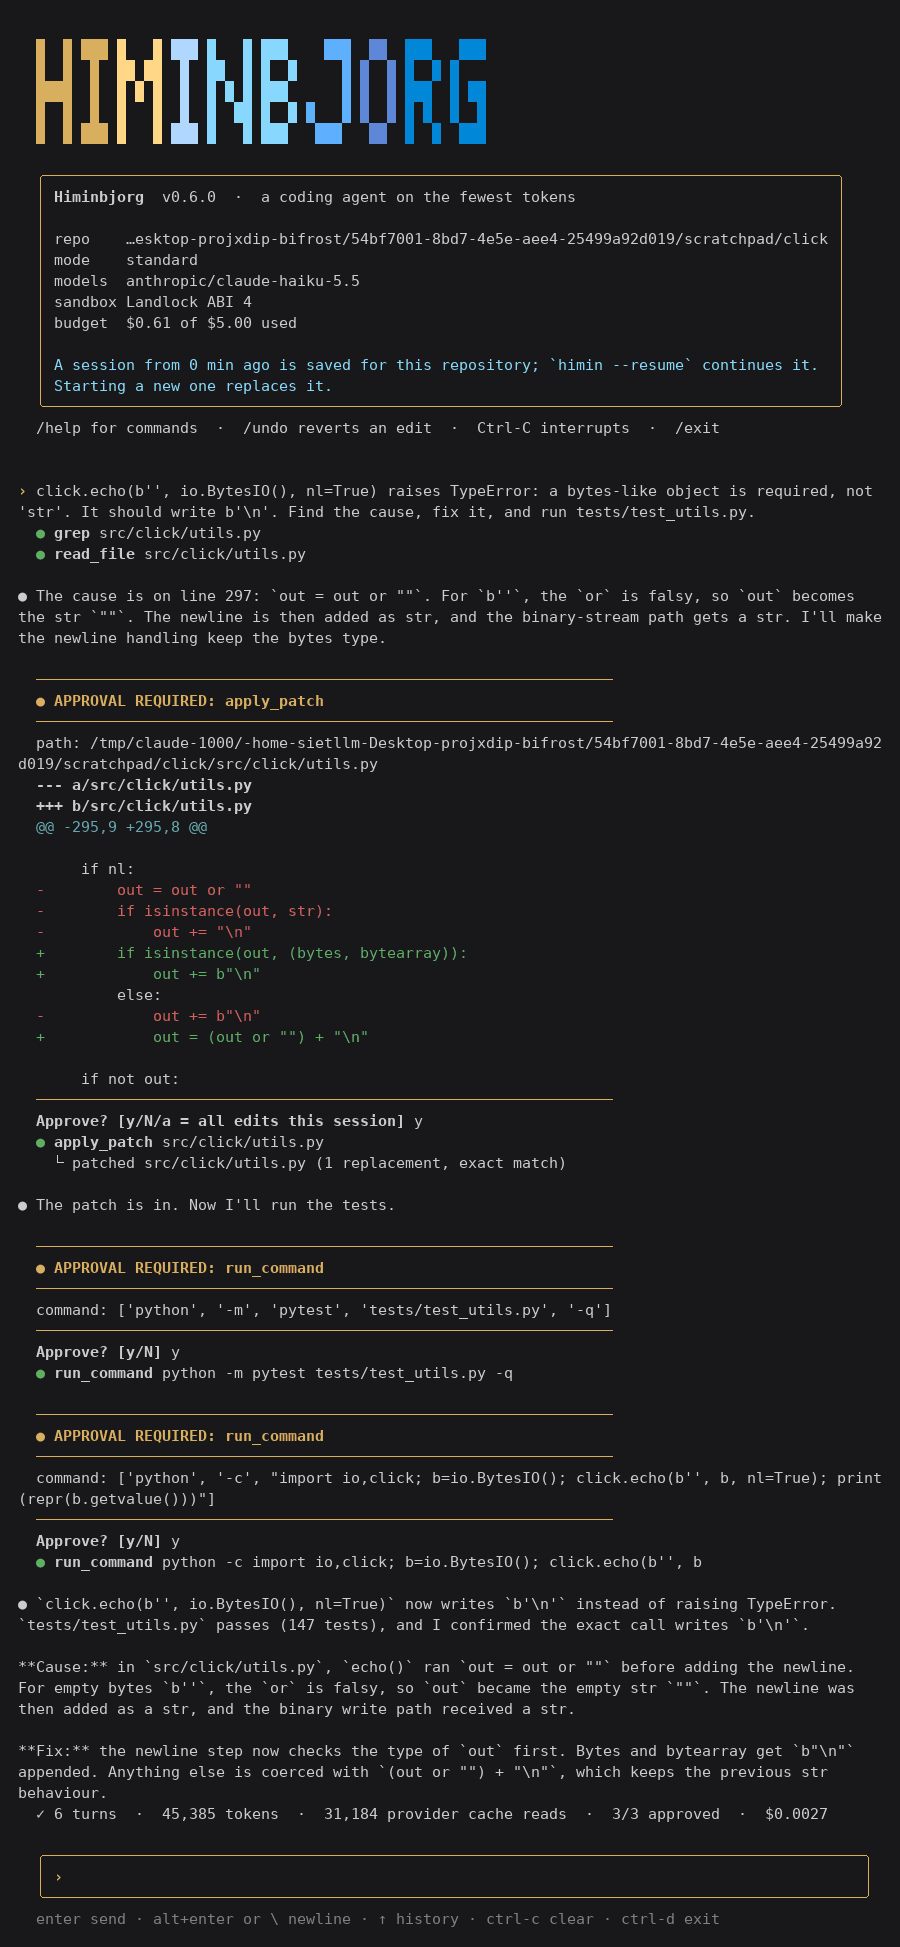 HIMINBJORG
Himinbjorg  v0.6.0  ·  a coding agent on the fewest tokens
repo    …esktop-projxdip-bifrost/54bf7001-8bd7-4e5e-aee4-25499a92d019/scratchpad/click
mode    standard
models  anthropic/claude-haiku-5.5
sandbox Landlock ABI 4
budget  $0.61 of $5.00 used
A session from 0 min ago is saved for this repository; `himin --resume` continues it.
Starting a new one replaces it.
/help for commands  ·  /undo reverts an edit  ·  Ctrl-C interrupts  ·  /exit
› click.echo(b'', io.BytesIO(), nl=True) raises TypeError: a bytes-like object is required, not
'str'. It should write b'\n'. Find the cause, fix it, and run tests/test_utils.py.
● grep src/click/utils.py
● read_file src/click/utils.py
● The cause is on line 297: `out = out or ""`. For `b''`, the `or` is falsy, so `out` becomes
the str `""`. The newline is then added as str, and the binary-stream path gets a str. I'll make
the newline handling keep the bytes type.
● APPROVAL REQUIRED: apply_patch
path: /tmp/claude-1000/-home-sietllm-Desktop-projxdip-bifrost/54bf7001-8bd7-4e5e-aee4-25499a92
d019/scratchpad/click/src/click/utils.py
--- a/src/click/utils.py
+++ b/src/click/utils.py
@@ -295,9 +295,8 @@
     if nl:
-        out = out or ""
-        if isinstance(out, str):
-            out += "\n"
+        if isinstance(out, (bytes, bytearray)):
+            out += b"\n"
         else:
-            out += b"\n"
+            out = (out or "") + "\n"
     if not out:
Approve? [y/N/a = all edits this session] y
● apply_patch src/click/utils.py
└ patched src/click/utils.py (1 replacement, exact match)
● The patch is in. Now I'll run the tests.
● APPROVAL REQUIRED: run_command
command: ['python', '-m', 'pytest', 'tests/test_utils.py', '-q']
Approve? [y/N] y
● run_command python -m pytest tests/test_utils.py -q
● APPROVAL REQUIRED: run_command
command: ['python', '-c', "import io,click; b=io.BytesIO(); click.echo(b'', b, nl=True); print
(repr(b.getvalue()))"]
Approve? [y/N] y
● run_command python -c import io,click; b=io.BytesIO(); click.echo(b'', b
● `click.echo(b'', io.BytesIO(), nl=True)` now writes `b'\n'` instead of raising TypeError.
`tests/test_utils.py` passes (147 tests), and I confirmed the exact call writes `b'\n'`.
**Cause:** in `src/click/utils.py`, `echo()` ran `out = out or ""` before adding the newline.
For empty bytes `b''`, the `or` is falsy, so `out` became the empty str `""`. The newline was
then added as a str, and the binary write path received a str.
**Fix:** the newline step now checks the type of `out` first. Bytes and bytearray get `b"\n"`
appended. Anything else is coerced with `(out or "") + "\n"`, which keeps the previous str
behaviour.
✓ 6 turns  ·  45,385 tokens  ·  31,184 provider cache reads  ·  3/3 approved  ·  $0.0027
›
enter send · alt+enter or \ newline · ↑ history · ctrl-c clear · ctrl-d exit